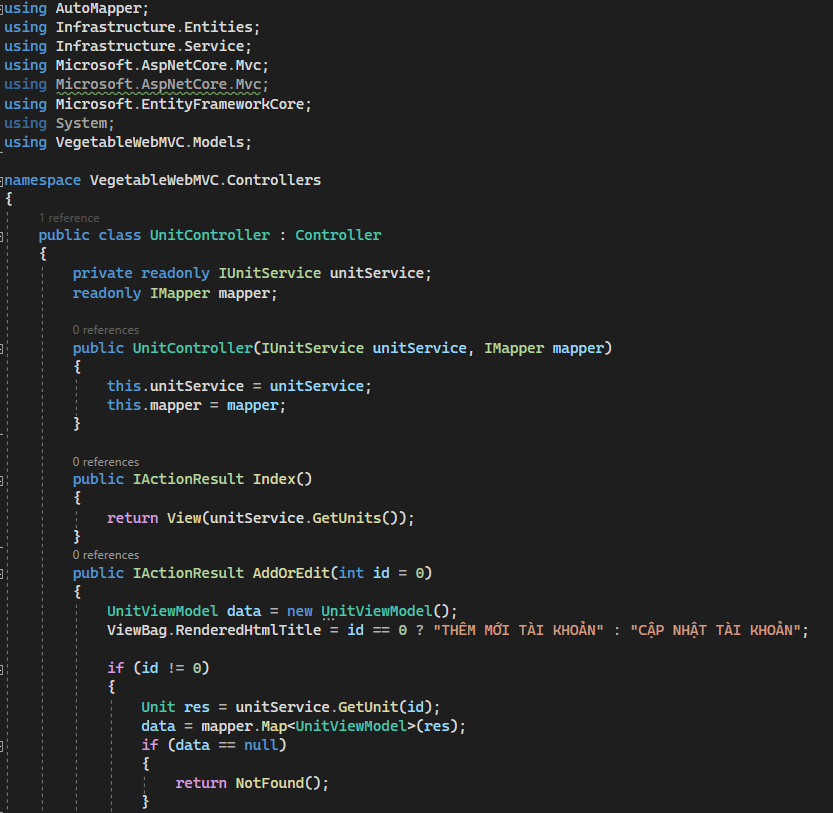 using AutoMapper;
using Infrastructure.Entities;
using Infrastructure.Service;
using Microsoft.AspNetCore.Mvc;
using Microsoft.AspNetCore.Mvc;
using Microsoft.EntityFrameworkCore;
using System;
using VegetableWebMVC.Models;
namespace VegetableWebMVC.Controllers
{
1 reference
public class UnitController : Controller
{
private readonly IUnitService unitService;
readonly IMapper mapper;
0 references
public UnitController(IUnitService unitService, IMapper mapper)
{
this.unitService = unitService;
this.mapper = mapper;
}
0 references
public IActionResult Index()
{
return View(unitService.GetUnits());
}
0 references
public IActionResult AddOrEdit(int id = 0)
{
UnitViewModel data = new UnitViewModel();
ViewBag.RenderedHtmlTitle = id == 0 ? "THÊM MỚI TÀI KHOẢN" : "CẬP NHẬT TÀI KHOẢN";
if (id != 0)
{
Unit res = unitService.GetUnit(id);
data = mapper.Map<UnitViewModel>(res);
if (data == null)
{
return NotFound();
}